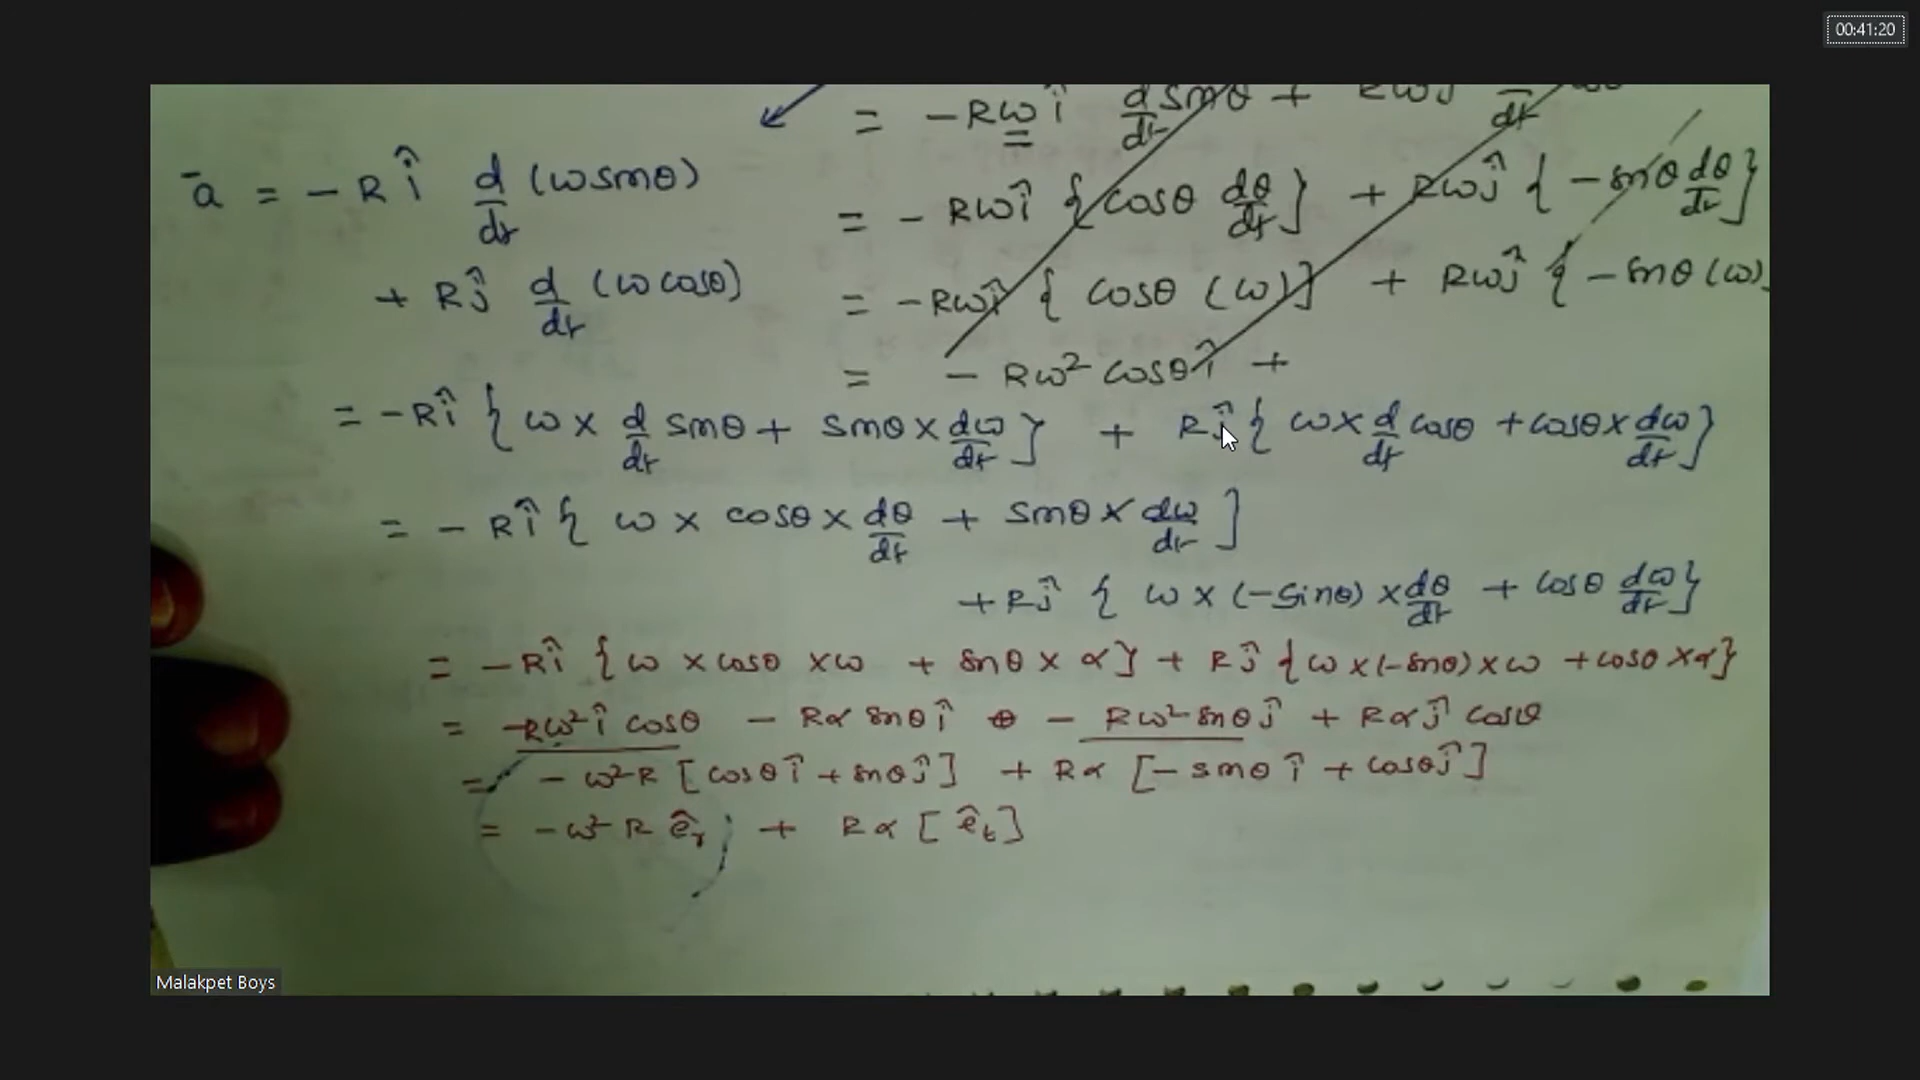 00:41:20
= -Rω î d/dt sinθ + Rω ĵ d/dt
ā = -R î d/dt (ω sinθ)
= -Rω î { cosθ dθ/dt } + Rω ĵ { -sinθ dθ/dt }
+ R ĵ d/dt (ω cosθ)
= -Rω î { cosθ (ω) } + Rω ĵ { -sinθ (ω)
= -Rω² cosθ î +
= -R î { ω × d/dt sinθ + sinθ × dω/dt } + R ĵ { ω × d/dt cosθ + cosθ × dω/dt }
= -R î { ω × cosθ × dθ/dt + sinθ × dω/dt }
+ R ĵ { ω × (-sinθ) × dθ/dt + cosθ dω/dt }
= -R î { ω × cosθ × ω + sinθ × α } + R ĵ { ω × (-sinθ) × ω + cosθ × α }
= -Rω² î cosθ - Rα sinθ î - Rω² sinθ ĵ + Rα ĵ cosθ
= -ω² R [cosθ î + sinθ ĵ] + Rα [-sinθ î + cosθ ĵ]
= -ω² R êr + Rα [êt]
Malakpet Boys